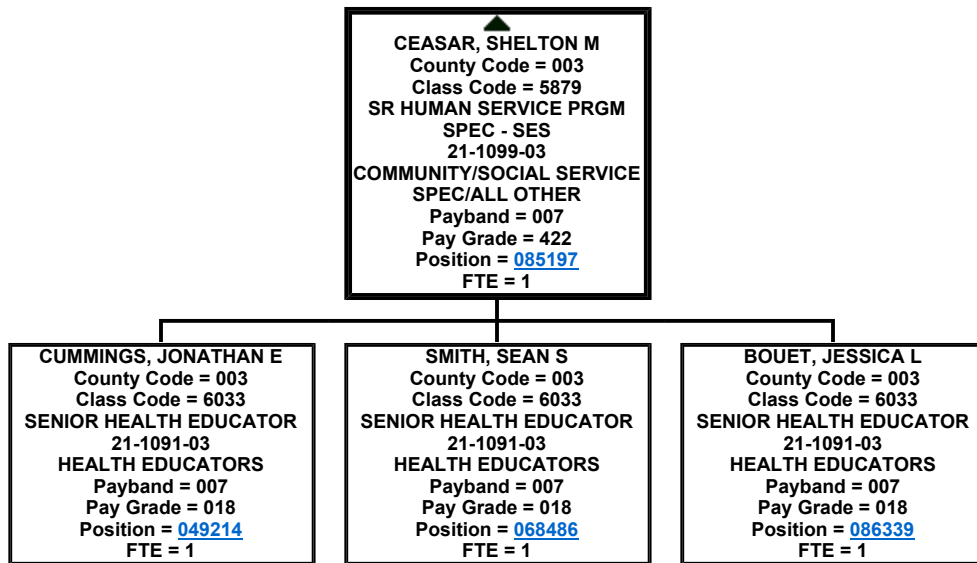 CEASAR, SHELTON M
County Code = 003
Class Code = 5879
SR HUMAN SERVICE PRGM
SPEC - SES
21-1099-03
COMMUNITY/SOCIAL SERVICE
SPEC/ALL OTHER
Payband = 007
Pay Grade = 422
Position = 085197
FTE = 1
CUMMINGS, JONATHAN E
County Code = 003
Class Code = 6033
SENIOR HEALTH EDUCATOR
21-1091-03
HEALTH EDUCATORS
Payband = 007
Pay Grade = 018
Position = 049214
FTE = 1
SMITH, SEAN S
County Code = 003
Class Code = 6033
SENIOR HEALTH EDUCATOR
21-1091-03
HEALTH EDUCATORS
Payband = 007
Pay Grade = 018
Position = 068486
FTE = 1
BOUET, JESSICA L
County Code = 003
Class Code = 6033
SENIOR HEALTH EDUCATOR
21-1091-03
HEALTH EDUCATORS
Payband = 007
Pay Grade = 018
Position = 086339
FTE = 1